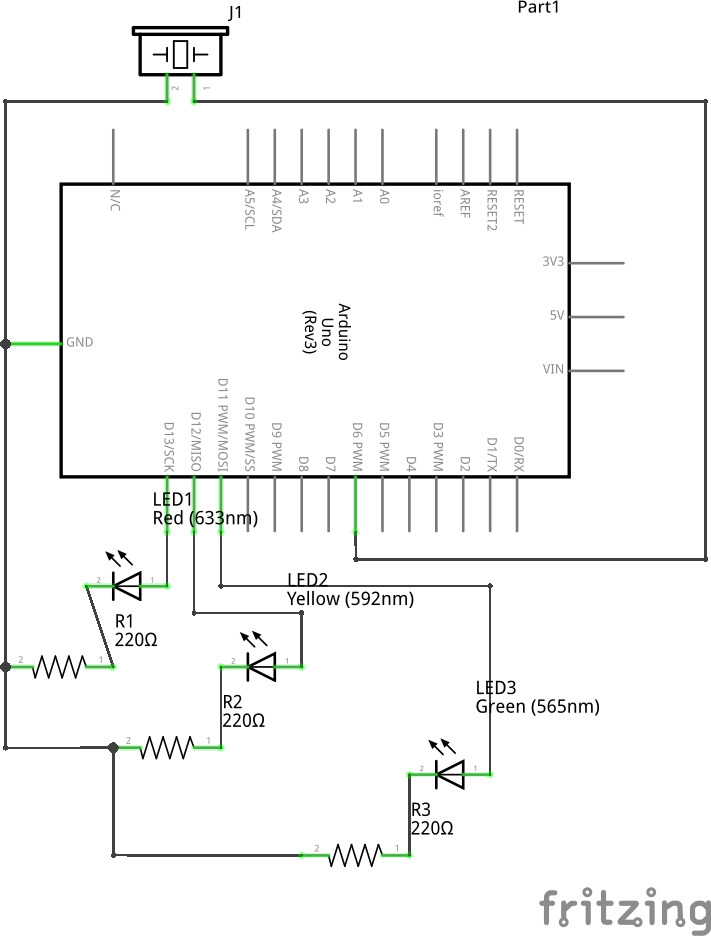 J1
Part1
2
1
N/C
A5/SCL
A4/SDA
A3
A2
A1
A0
ioref
AREF
RESET2
RESET
3V3
5V
VIN
GND
Arduino
Uno
(Rev3)
D13/SCK
D12/MISO
D11 PWM/MOSI
D10 PWM/SS
D9 PWM
D8
D7
D6 PWM
D5 PWM
D4
D3 PWM
D2
D1/TX
D0/RX
LED1
Red (633nm)
2
1
LED2
Yellow (592nm)
R1
220Ω
2
1
2
1
LED3
Green (565nm)
R2
220Ω
2
1
2
1
R3
220Ω
2
1
fritzing